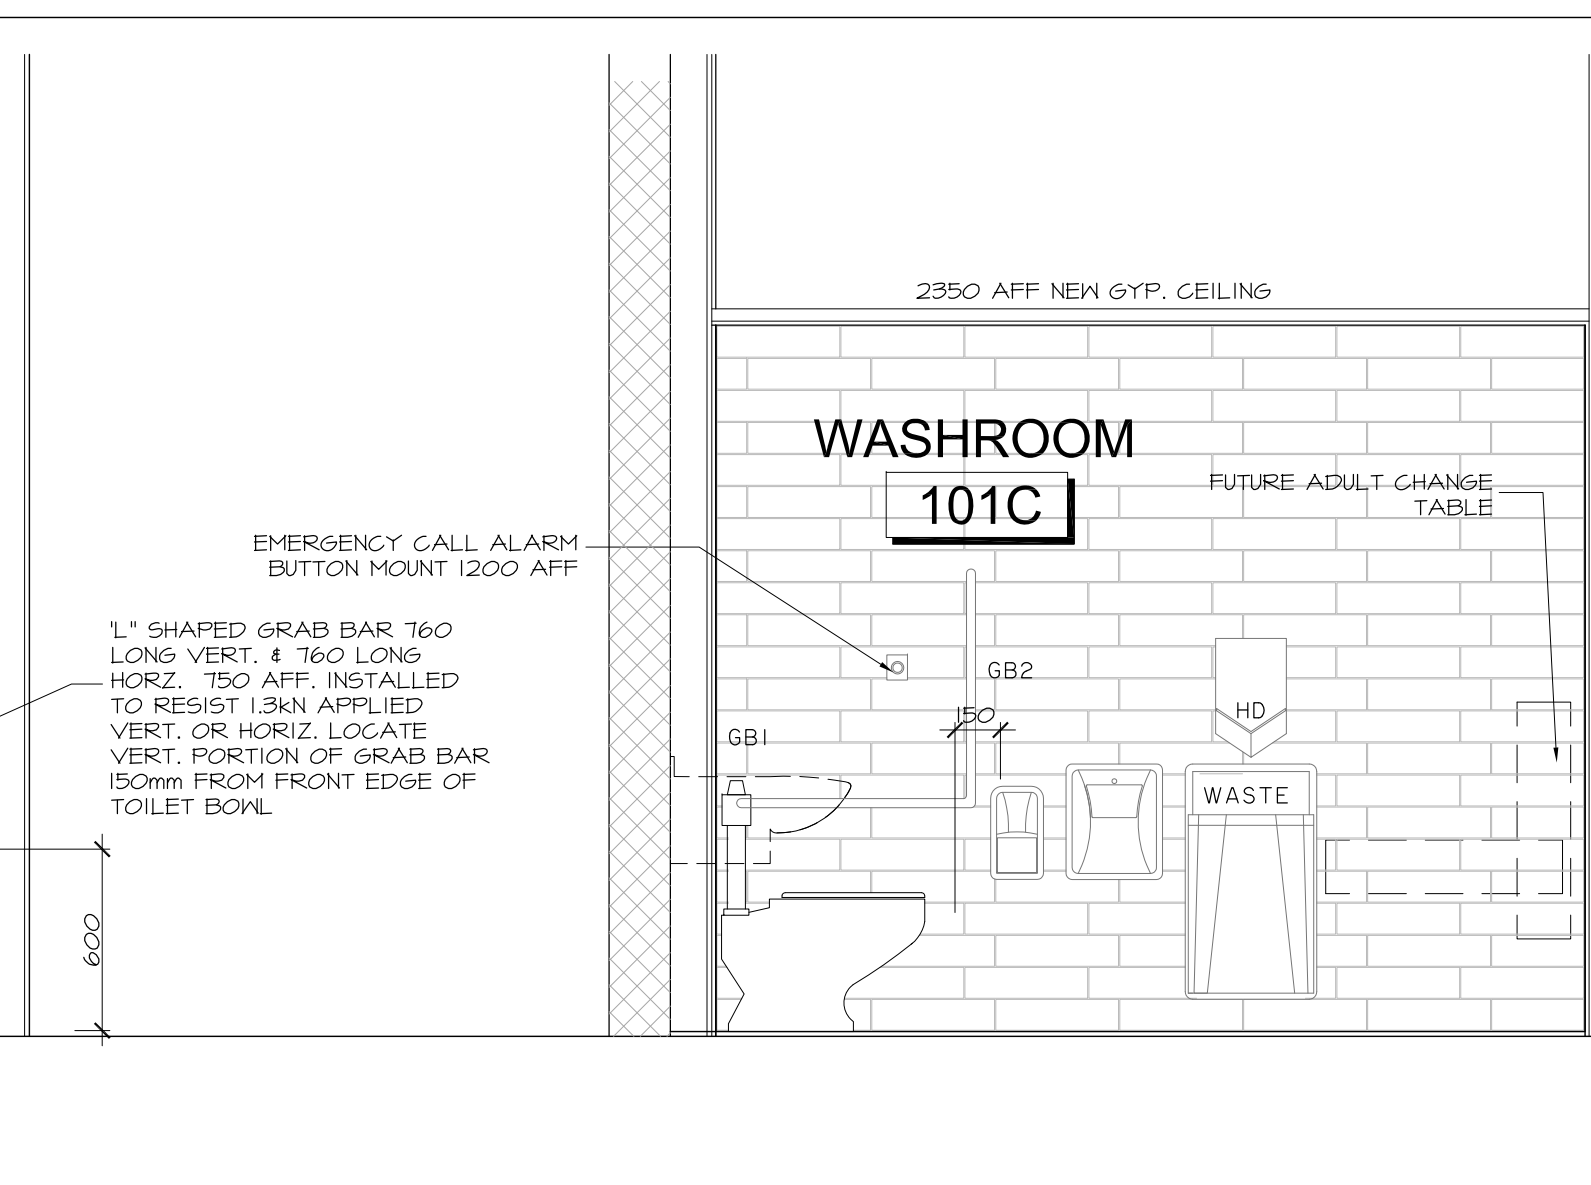 2350 AFF NEW GYP. CEILING
WASHROOM
101C
FUTURE ADULT CHANGE
TABLE
EMERGENCY CALL ALARM
BUTTON MOUNT 1200 AFF
'L" SHAPED GRAB BAR 760
LONG VERT. & 760 LONG
HORZ.  750 AFF. INSTALLED
TO RESIST 1.3kN APPLIED
VERT. OR HORIZ. LOCATE
VERT. PORTION OF GRAB BAR
150mm FROM FRONT EDGE OF
TOILET BOWL
GB2
150
GB1
HD
WASTE
600